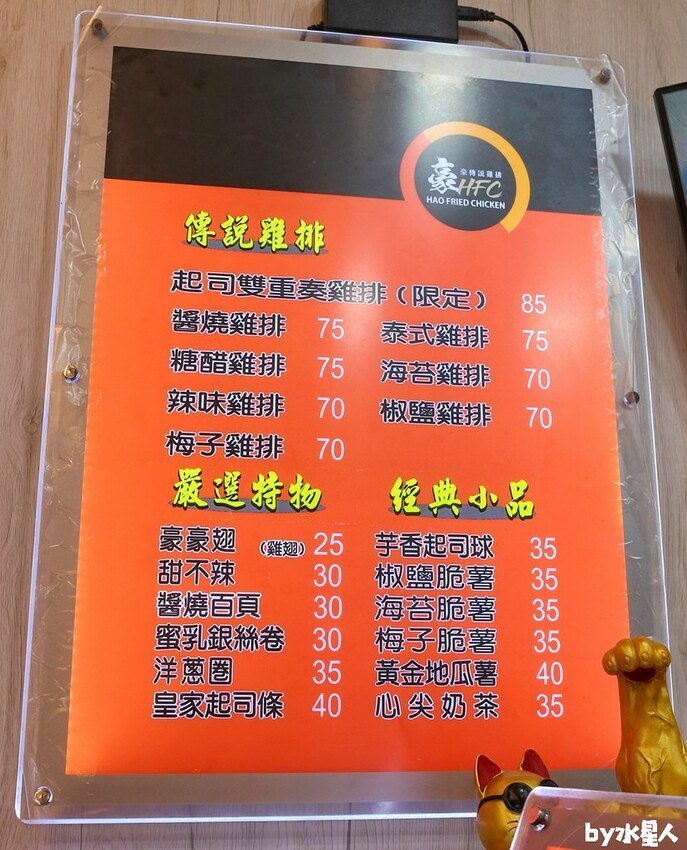 豪 豪傳說雞排
HFC
HAO FRIED CHICKEN
傳說雞排
起司雙重奏雞排（限定） 85
醬燒雞排 75 泰式雞排 75
糖醋雞排 75 海苔雞排 70
辣味雞排 70 椒鹽雞排 70
梅子雞排 70
嚴選特物
豪豪翅 （雞翅） 25
甜不辣 30
醬燒百頁 30
蜜乳銀絲卷 30
洋蔥圈 35
皇家起司條 40
經典小品
芋香起司球 35
椒鹽脆薯 35
海苔脆薯 35
梅子脆薯 35
黃金地瓜薯 40
心尖奶茶 35
by水星人